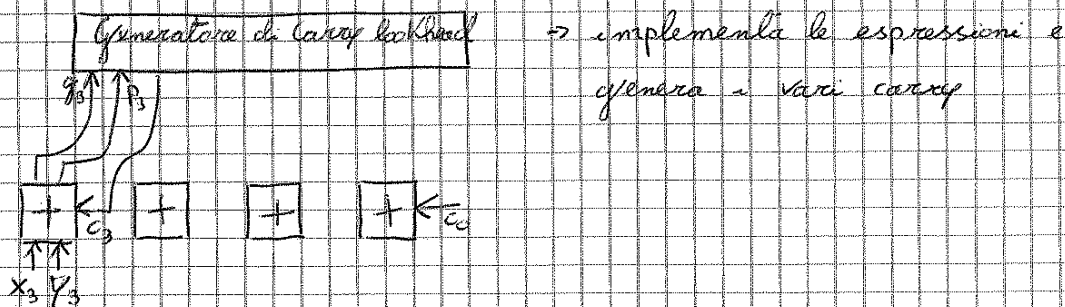 Generatore di Carry lookhead → implementa le espressioni e
genera i vari carry
g3 p3
+ c3 + + + c0
x3 y3